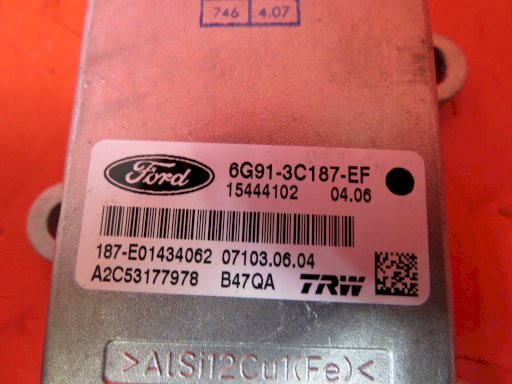 746 4.07
Ford 6G91-3C187-EF
15444102 04.06
187-E01434062 07103.06.04
A2C53177978 B47QA TRW
>AlSi12Cu1(Fe)<